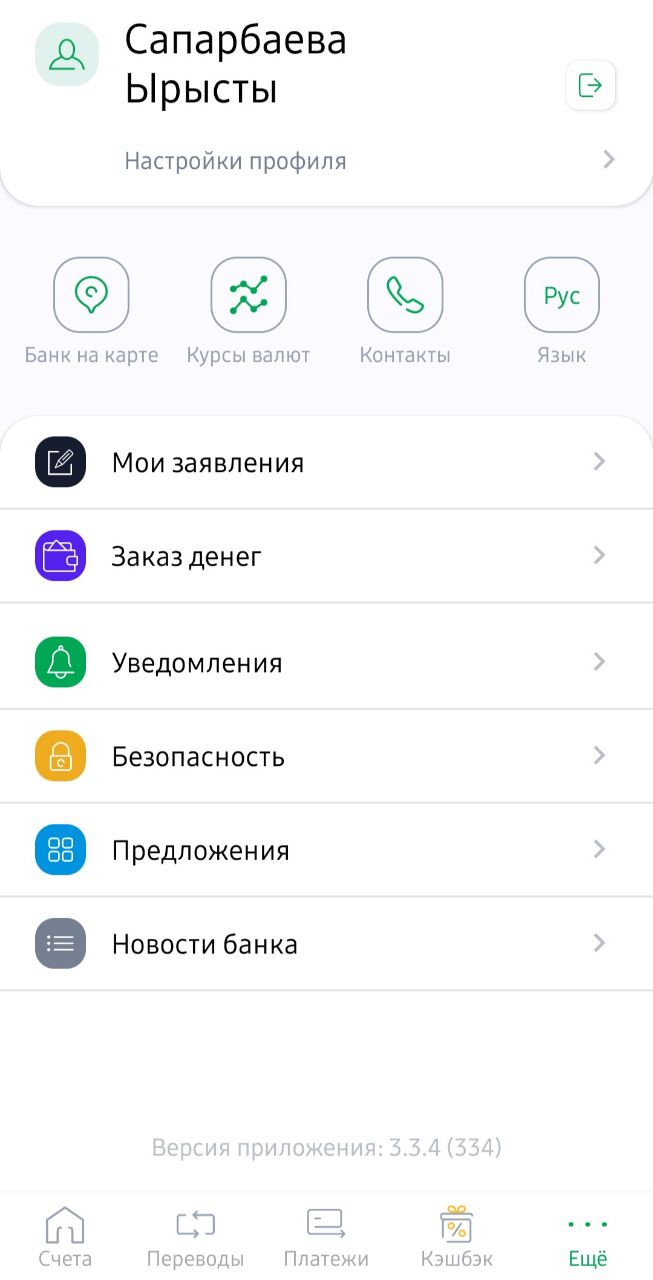 Сапарбаева
Ырысты
Настройки профиля
Рус
Банк на карте
Курсы валют
Контакты
Язык
Мои заявления
Заказ денег
Уведомления
Безопасность
Предложения
Новости банка
Версия приложения: 3.3.4 (334)
Счета
Переводы
Платежи
Кэшбэк
Ещё